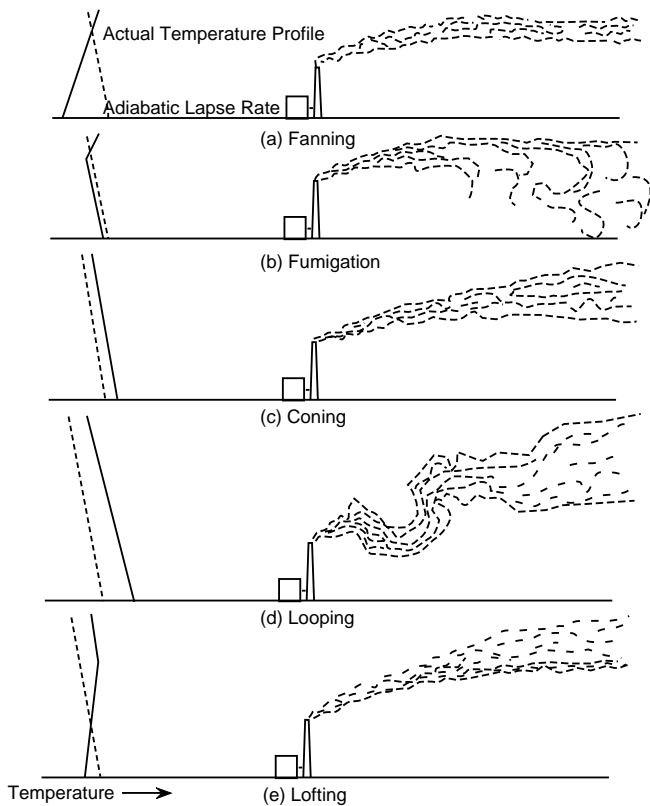 Actual Temperature Profile
Adiabatic Lapse Rate
(a) Fanning
(b) Fumigation
(c) Coning
(d) Looping
(e) Lofting
Temperature